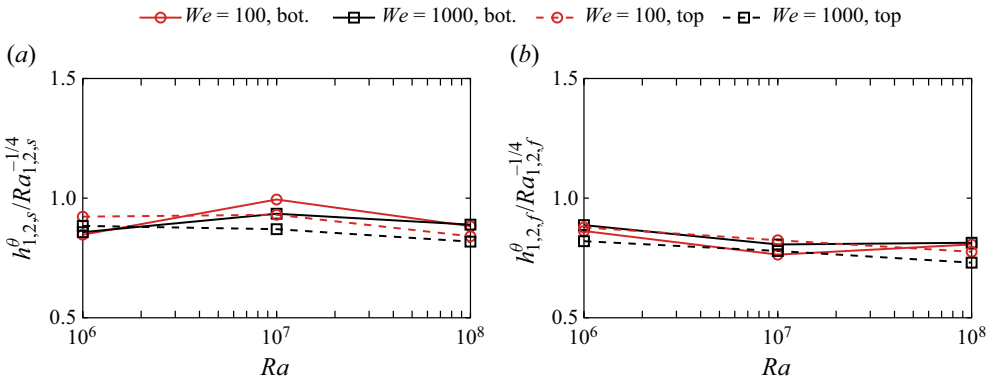 We = 100, bot. We = 1000, bot. We = 100, top We = 1000, top
(a) (b)
1.5 1.5
h^θ_{1,2,s}/Ra_{1,2,s}^{−1/4} 1.0 h^θ_{1,2,f}/Ra_{1,2,f}^{−1/4} 1.0
0.5 0.5
10^6 10^7 10^8 10^6 10^7 10^8
Ra Ra